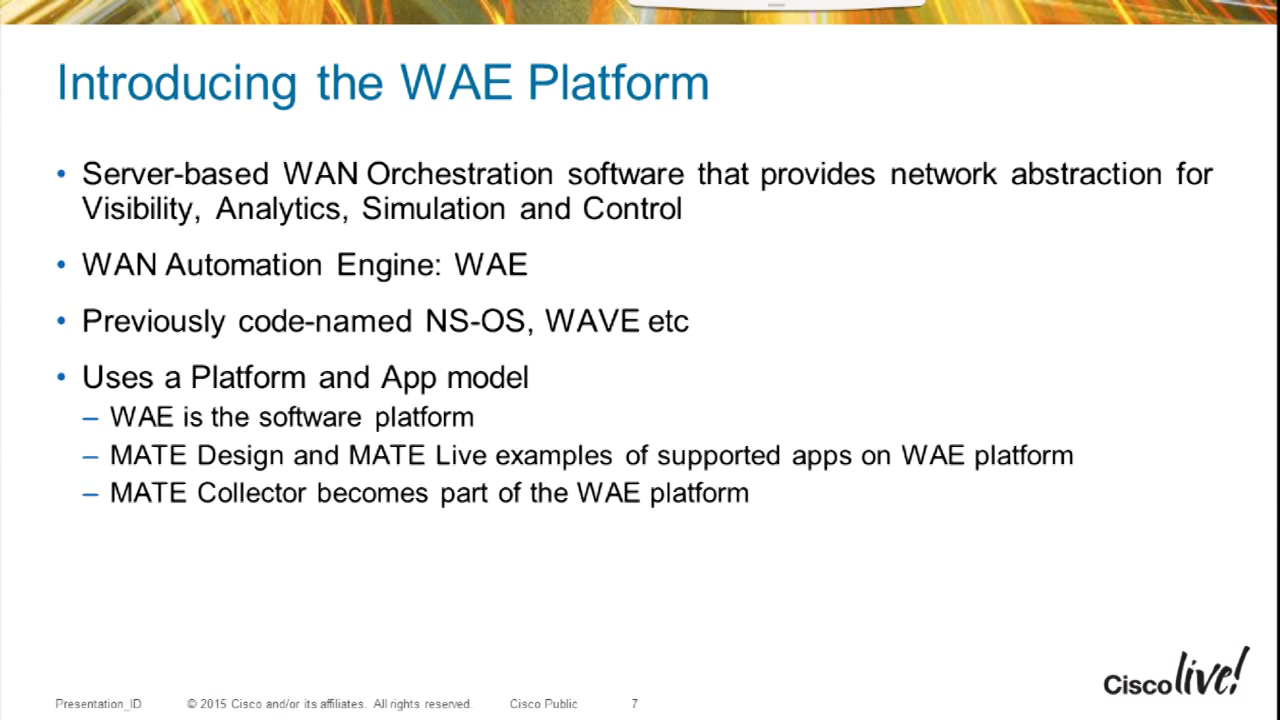 Introducing the WAE Platform
• Server-based WAN Orchestration software that provides network abstraction for
Visibility, Analytics, Simulation and Control
• WAN Automation Engine: WAE
• Previously code-named NS-OS, WAVE etc
• Uses a Platform and App model
– WAE is the software platform
– MATE Design and MATE Live examples of supported apps on WAE platform
– MATE Collector becomes part of the WAE platform
Cisco live!
Presentation_ID © 2015 Cisco and/or its affiliates. All rights reserved. Cisco Public 7